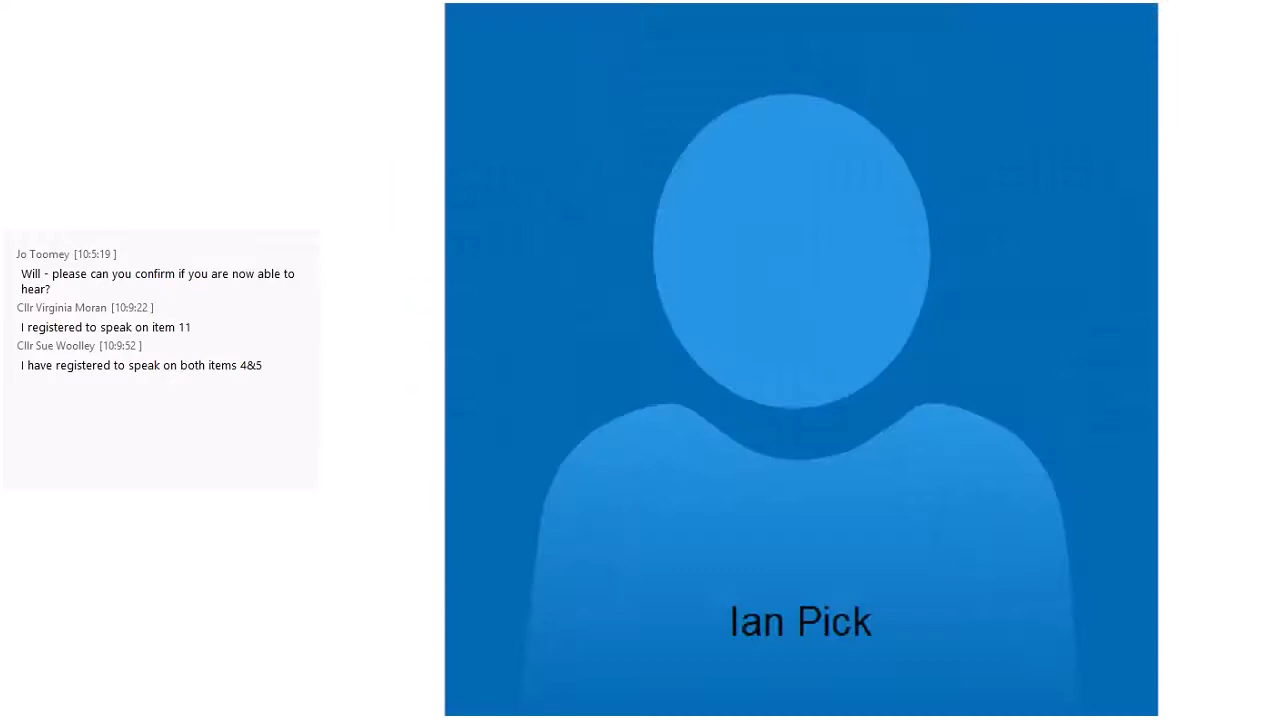 Jo Toomey [10:5:19 ]
Will - please can you confirm if you are now able to
hear?
Cllr Virginia Moran [10:9:22 ]
I registered to speak on item 11
Cllr Sue Woolley [10:9:52 ]
I have registered to speak on both items 4&5
Ian Pick